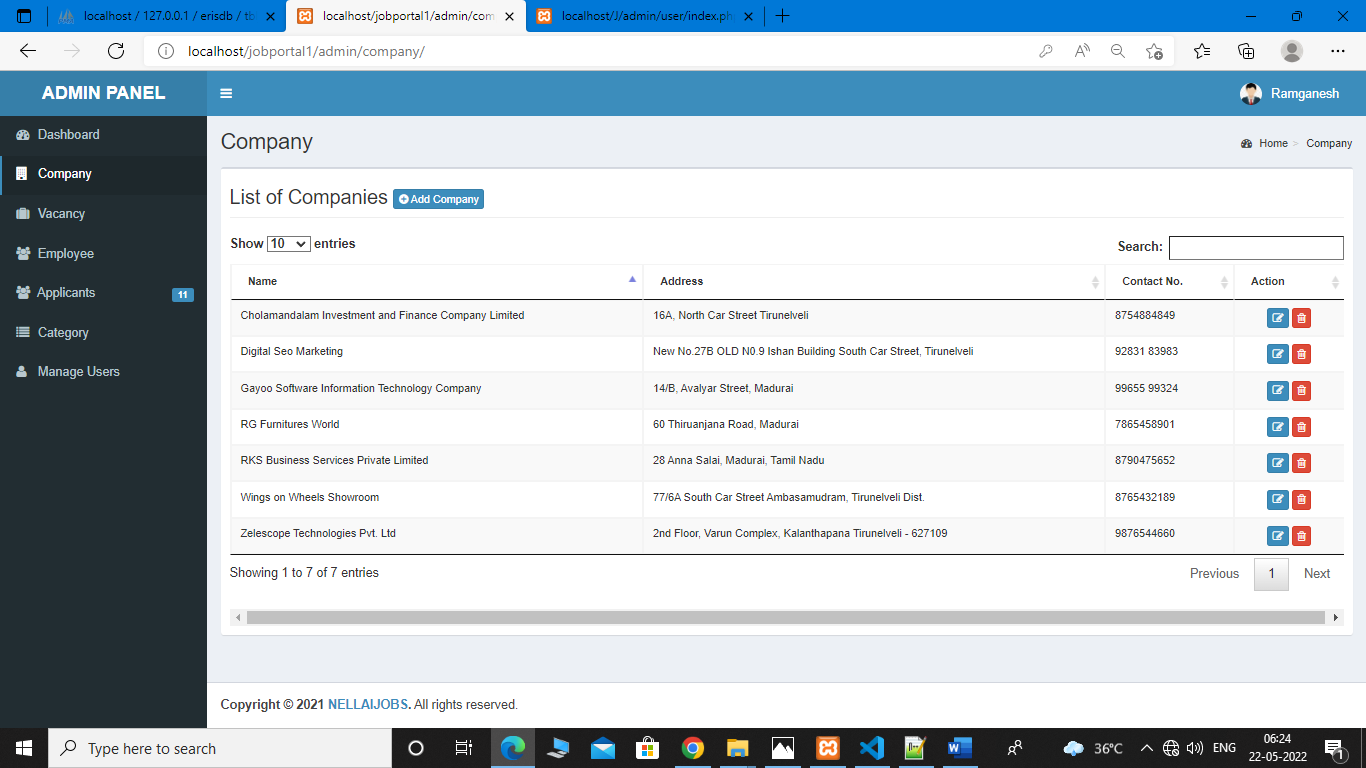 localhost / 127.0.0.1 / erisdb / tb
localhost/jobportal1/admin/com
localhost/J/admin/user/index.ph
localhost/jobportal1/admin/company/
ADMIN PANEL
Ramganesh
Dashboard
Company
Vacancy
Employee
Applicants 11
Category
Manage Users
Company
Home > Company
List of Companies Add Company
Show 10 entries
Search:
Name Address Contact No. Action
Cholamandalam Investment and Finance Company Limited 16A, North Car Street Tirunelveli 8754884849
Digital Seo Marketing New No.27B OLD N0.9 Ishan Building South Car Street, Tirunelveli 92831 83983
Gayoo Software Information Technology Company 14/B, Avalyar Street, Madurai 99655 99324
RG Furnitures World 60 Thiruanjana Road, Madurai 7865458901
RKS Business Services Private Limited 28 Anna Salai, Madurai, Tamil Nadu 8790475652
Wings on Wheels Showroom 77/6A South Car Street Ambasamudram, Tirunelveli Dist. 8765432189
Zelescope Technologies Pvt. Ltd 2nd Floor, Varun Complex, Kalanthapana Tirunelveli - 627109 9876544660
Showing 1 to 7 of 7 entries
Previous 1 Next
Copyright © 2021 NELLAIJOBS. All rights reserved.
Type here to search
36°C
ENG
06:24
22-05-2022
1